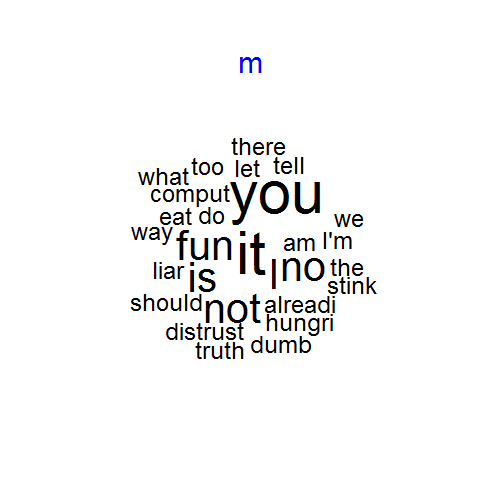 m
there
what too let tell
comput you
eat do we
way fun it am I'm
liar is I no the
stink
should not alreadi
distrust hungri
truth dumb